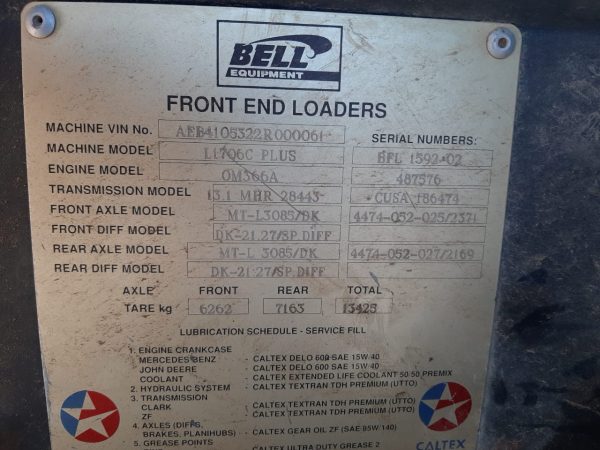 BELL
EQUIPMENT
FRONT END LOADERS
MACHINE VIN No. AEB4105322R000061 SERIAL NUMBERS:
MACHINE MODEL L1706C PLUS BFL 1592-02
ENGINE MODEL OM366A 487576
TRANSMISSION MODEL 13.1 MHR 28443 CUSA 186474
FRONT AXLE MODEL MT-L3085/DK 4474-052-025/2371
FRONT DIFF MODEL DK-21.27/SP.DIFF
REAR AXLE MODEL MT-L 3085/DK 4474-052-027/2169
REAR DIFF MODEL DK-21.27/SP.DIFF
AXLE FRONT REAR TOTAL
TARE kg 6262 7163 13425
LUBRICATION SCHEDULE - SERVICE FILL
1. ENGINE CRANKCASE
MERCEDES BENZ - CALTEX DELO 600 SAE 15W/40
JOHN DEERE - CALTEX DELO 600 SAE 15W/40
COOLANT - CALTEX EXTENDED LIFE COOLANT 50:50 PREMIX
2. HYDRAULIC SYSTEM - CALTEX TEXTRAN TDH PREMIUM (UTTO)
3. TRANSMISSION
CLARK - CALTEX TEXTRAN TDH PREMIUM (UTTO)
ZF - CALTEX TEXTRAN TDH PREMIUM (UTTO)
4. AXLES (DIFFS,
BRAKES, PLANIHUBS) - CALTEX GEAR OIL ZF (SAE 85W/140)
5. GREASE POINTS - CALTEX ULTRA DUTY GREASE 2
CALTEX